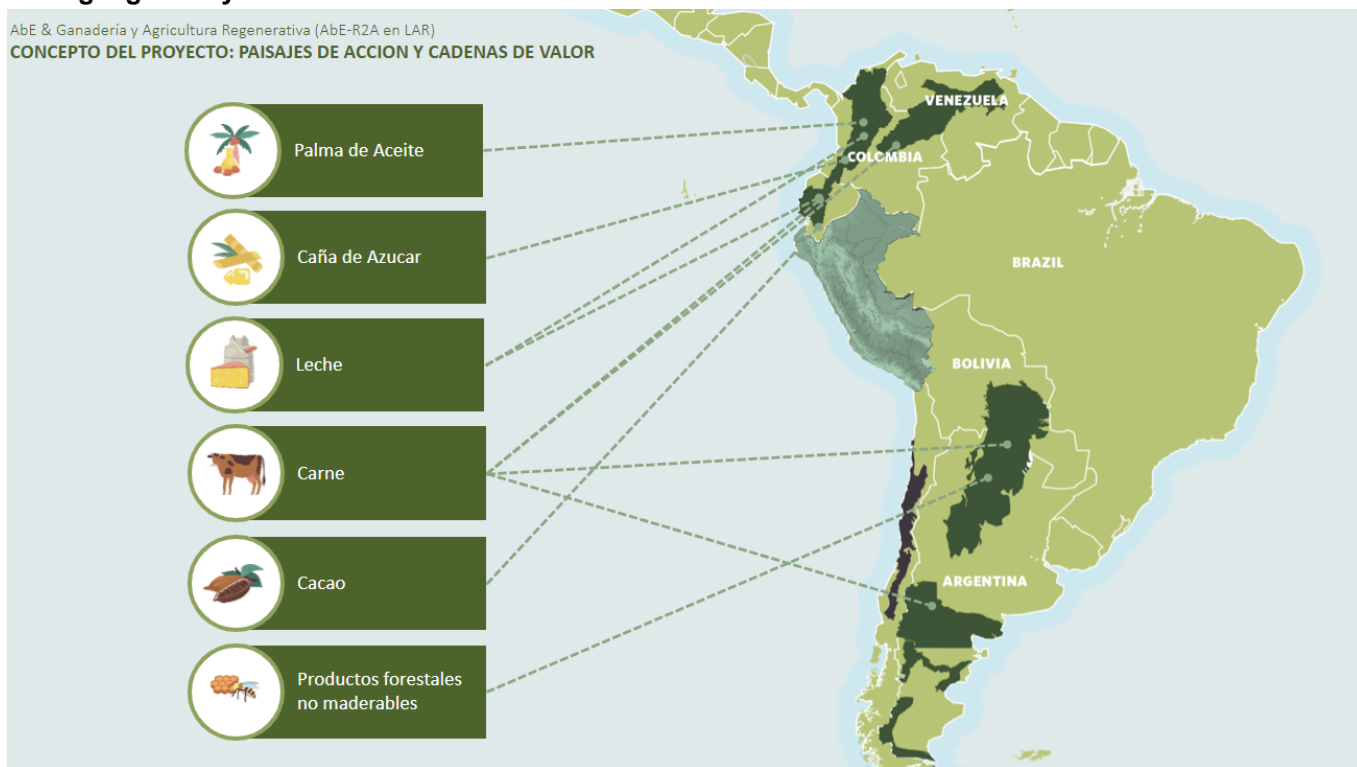 AbE & Ganadería y Agricultura Regenerativa (AbE-R2A en LAR)
CONCEPTO DEL PROYECTO: PAISAJES DE ACCION Y CADENAS DE VALOR
Palma de Aceite
Caña de Azucar
Leche
Carne
Cacao
Productos forestales
no maderables
VENEZUELA
COLOMBIA
BRAZIL
BOLIVIA
ARGENTINA